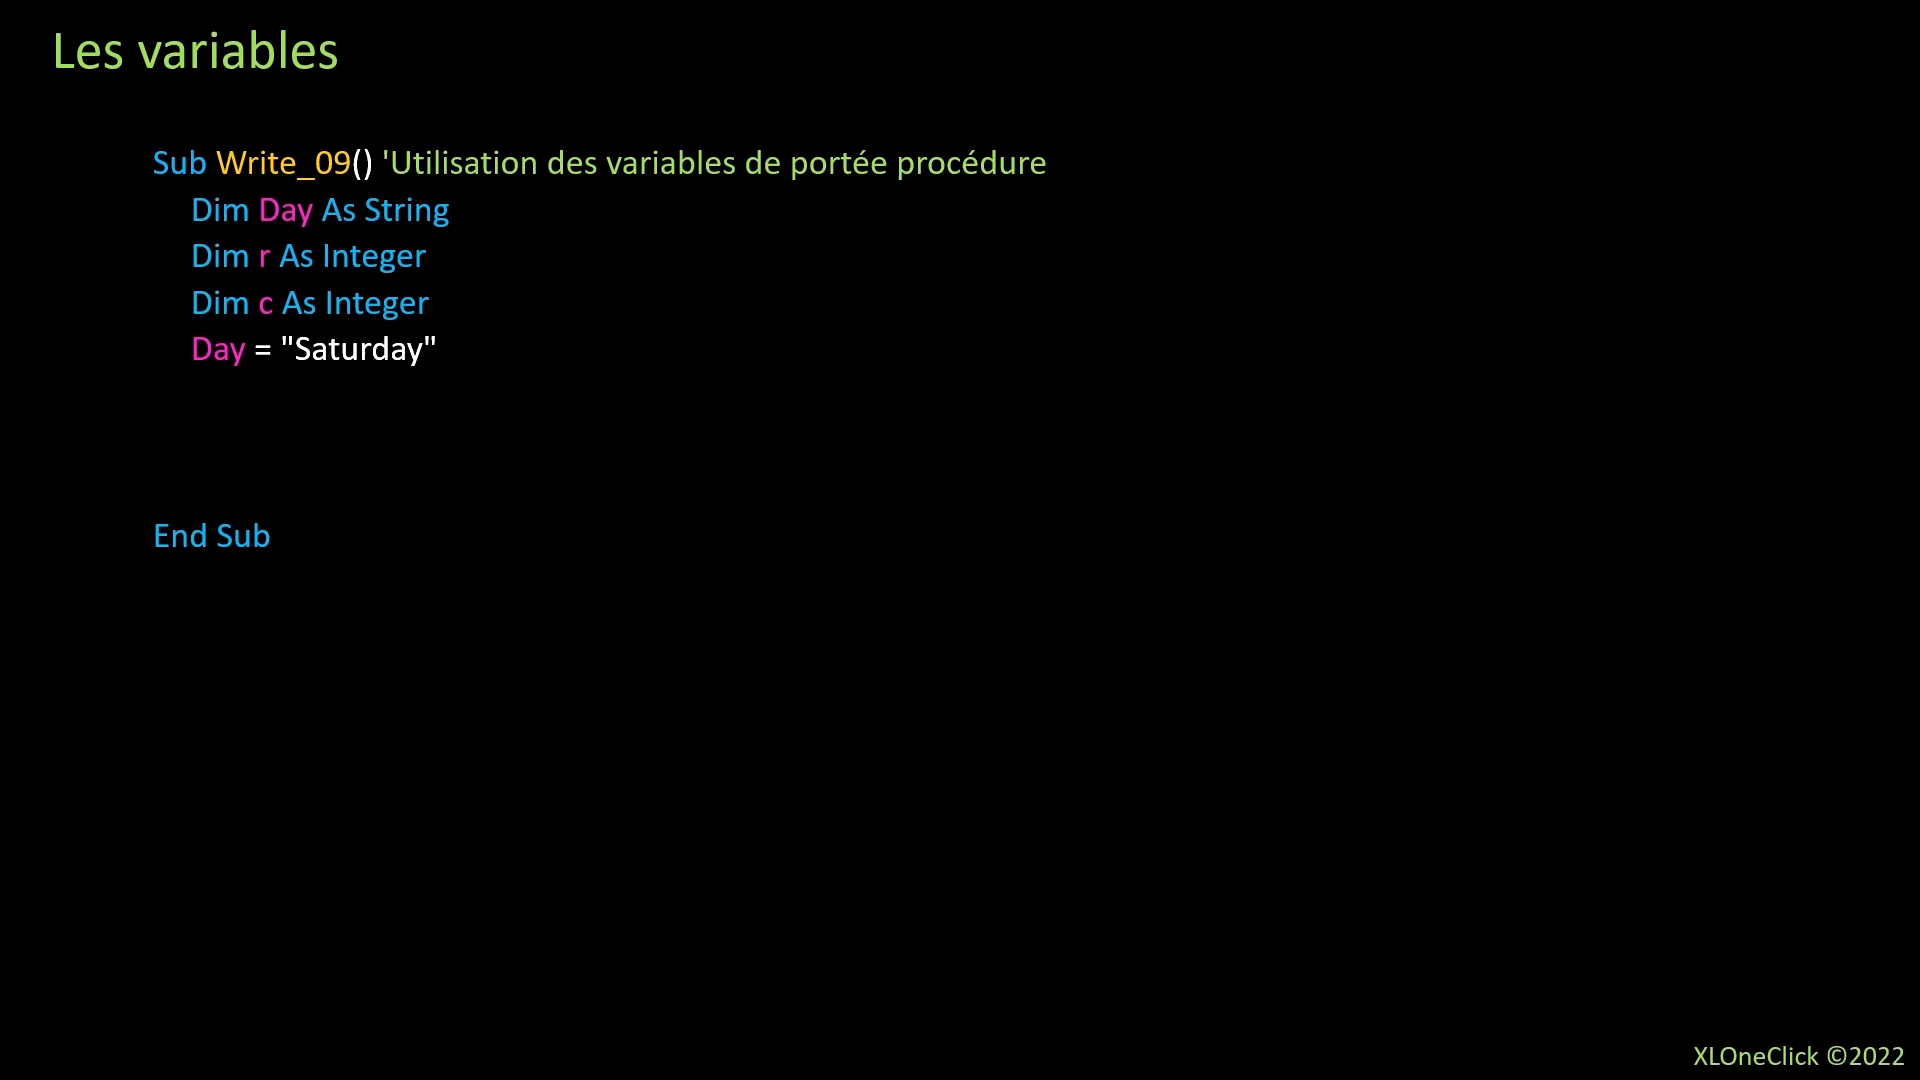 Les variables
Sub Write_09() 'Utilisation des variables de portée procédure
Dim Day As String
Dim r As Integer
Dim c As Integer
Day = "Saturday"
End Sub
XLOneClick ©2022